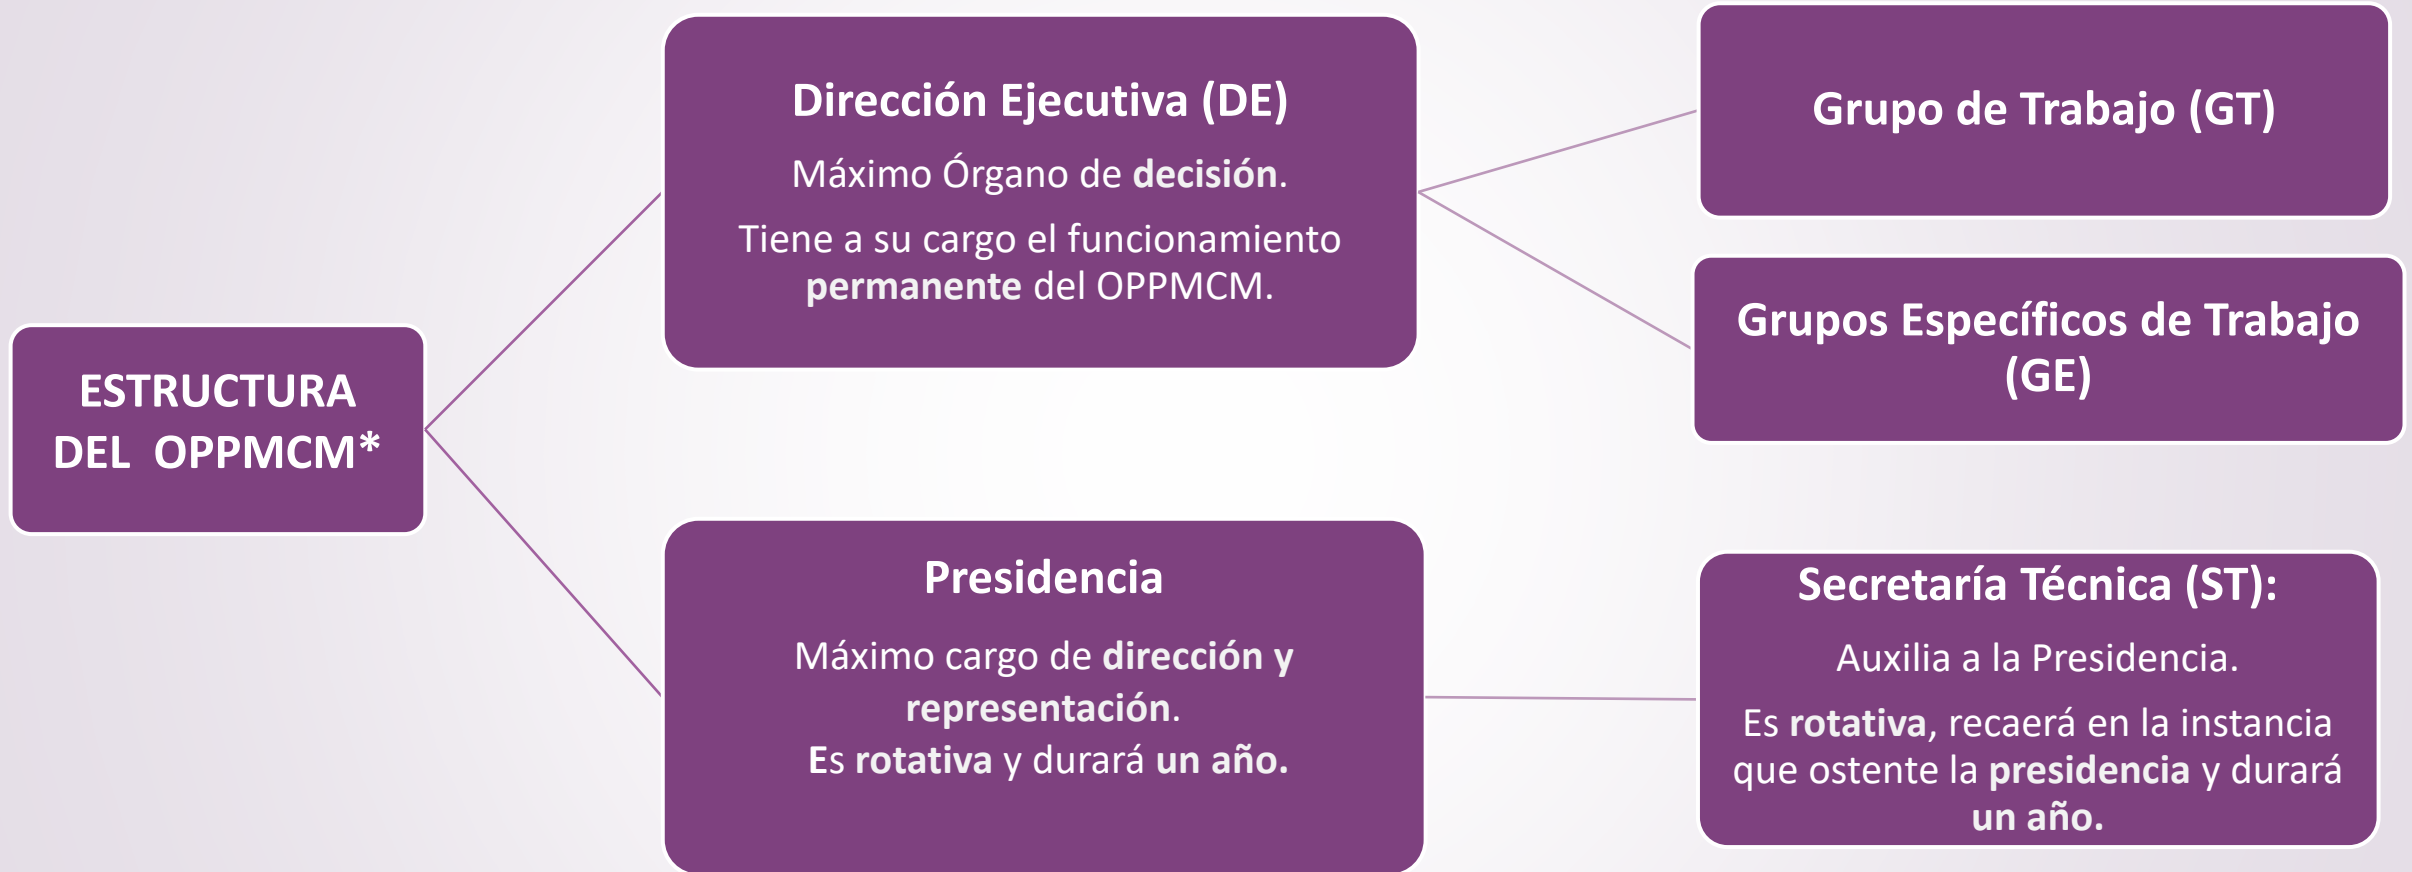 ESTRUCTURA
DEL OPPMCM*
Dirección Ejecutiva (DE)
Máximo Órgano de decisión.
Tiene a su cargo el funcionamiento
permanente del OPPMCM.
Grupo de Trabajo (GT)
Grupos Específicos de Trabajo
(GE)
Presidencia
Máximo cargo de dirección y
representación.
Es rotativa y durará un año.
Secretaría Técnica (ST):
Auxilia a la Presidencia.
Es rotativa, recaerá en la instancia
que ostente la presidencia y durará
un año.